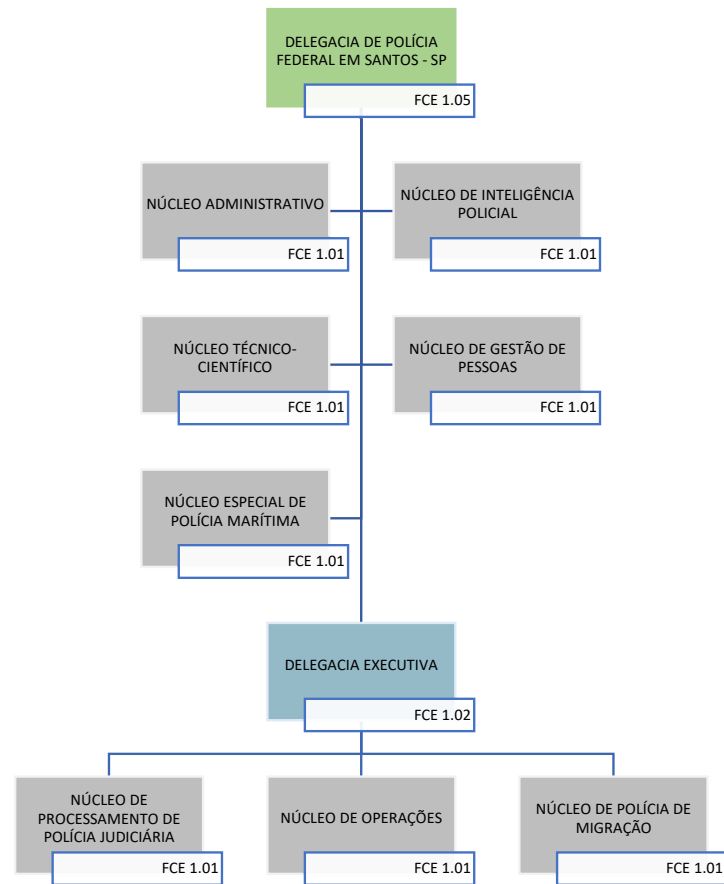 DELEGACIA DE POLÍCIA
FEDERAL EM SANTOS - SP
FCE 1.05
NÚCLEO ADMINISTRATIVO
FCE 1.01
NÚCLEO DE INTELIGÊNCIA
POLICIAL
FCE 1.01
NÚCLEO TÉCNICO-
CIENTÍFICO
FCE 1.01
NÚCLEO DE GESTÃO DE
PESSOAS
FCE 1.01
NÚCLEO ESPECIAL DE
POLÍCIA MARÍTIMA
FCE 1.01
DELEGACIA EXECUTIVA
FCE 1.02
NÚCLEO DE
PROCESSAMENTO DE
POLÍCIA JUDICIÁRIA
FCE 1.01
NÚCLEO DE OPERAÇÕES
FCE 1.01
NÚCLEO DE POLÍCIA DE
MIGRAÇÃO
FCE 1.01